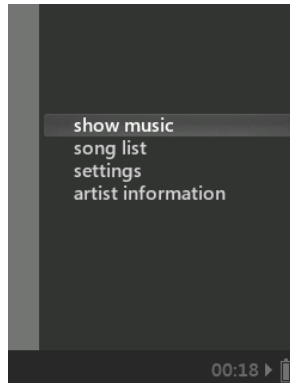 show music
song list
settings
artist information
00:18